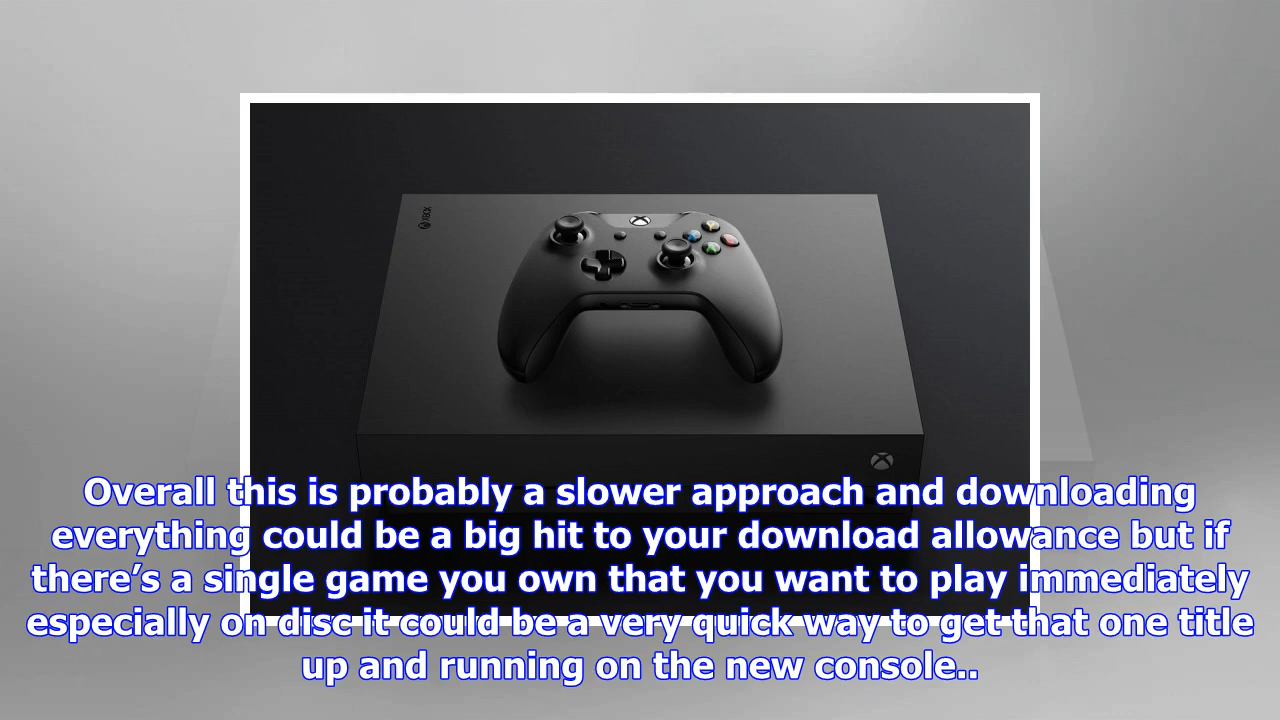 XBOX
Overall this is probably a slower approach and downloading
everything could be a big hit to your download allowance but if
there’s a single game you own that you want to play immediately
especially on disc it could be a very quick way to get that one title
up and running on the new console..